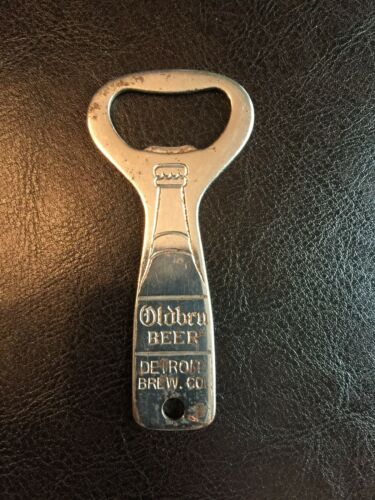 Oldbru
BEER
DETROIT
BREW. CO.